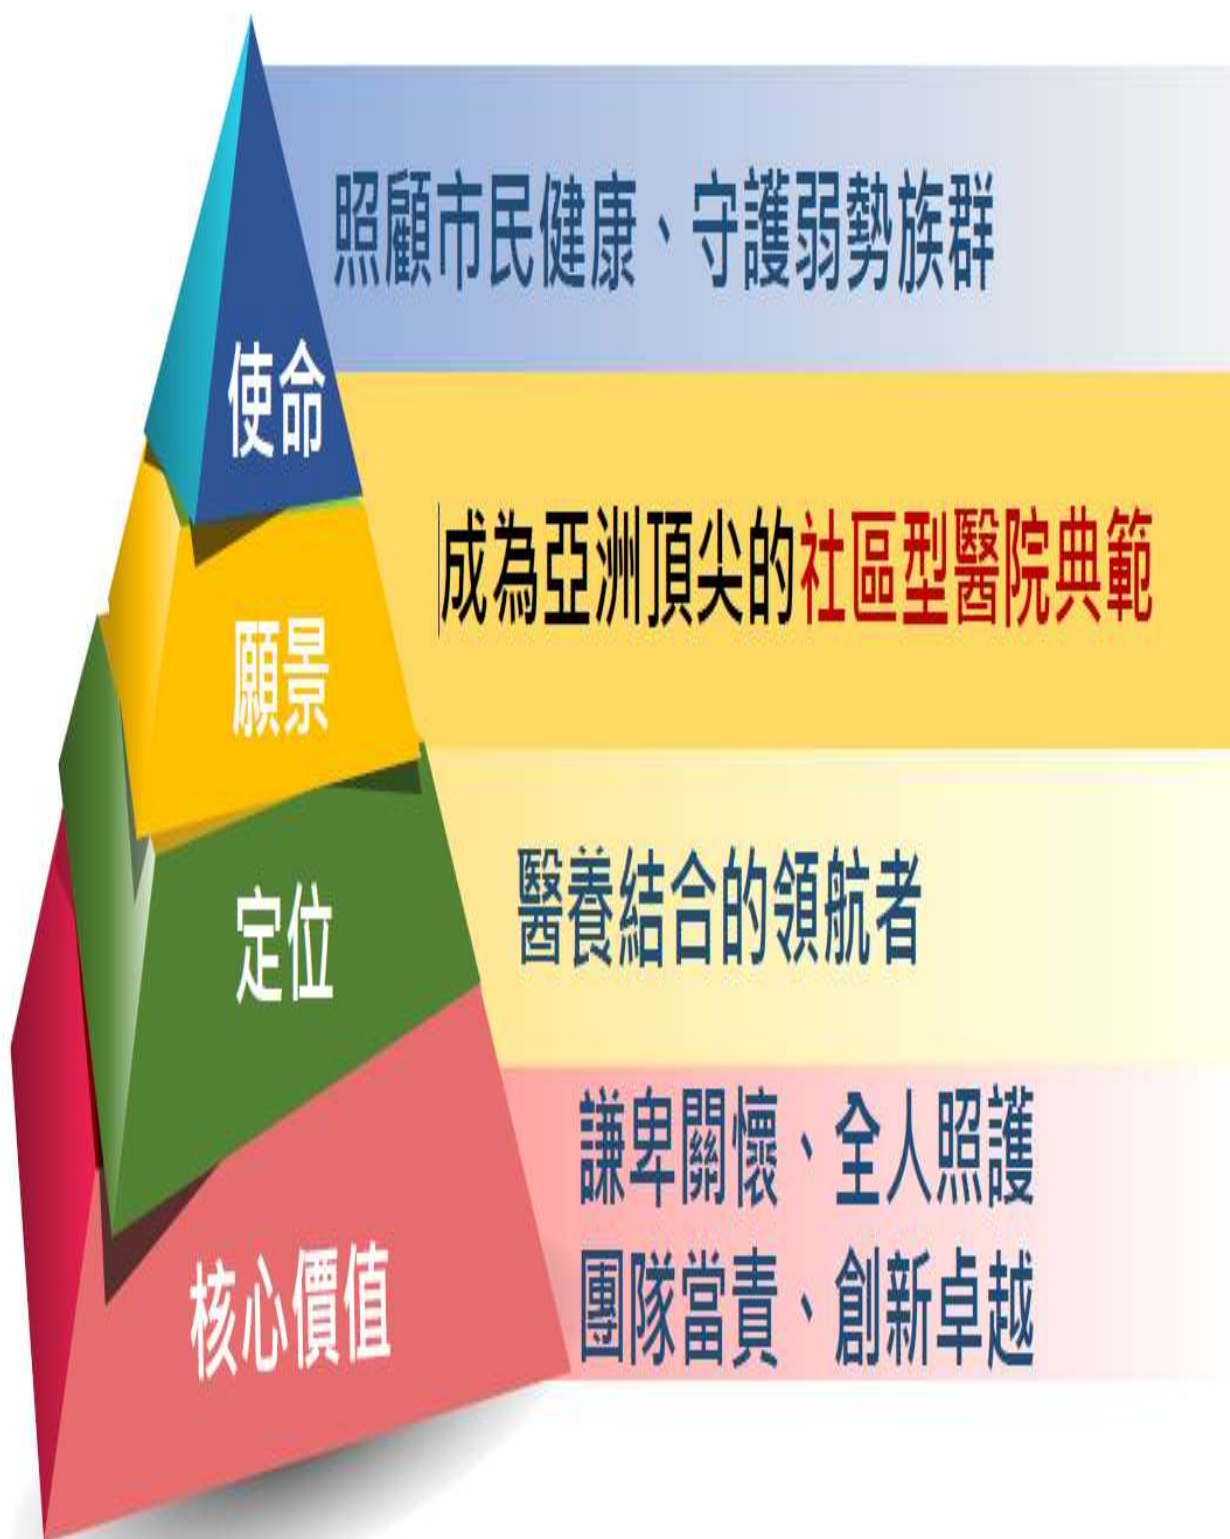 照顧市民健康、守護弱勢族群
使命
成為亞洲頂尖的社區型醫院典範
願景
醫養結合的領航者
定位
謙卑關懷、全人照護
團隊當責、創新卓越
核心價值